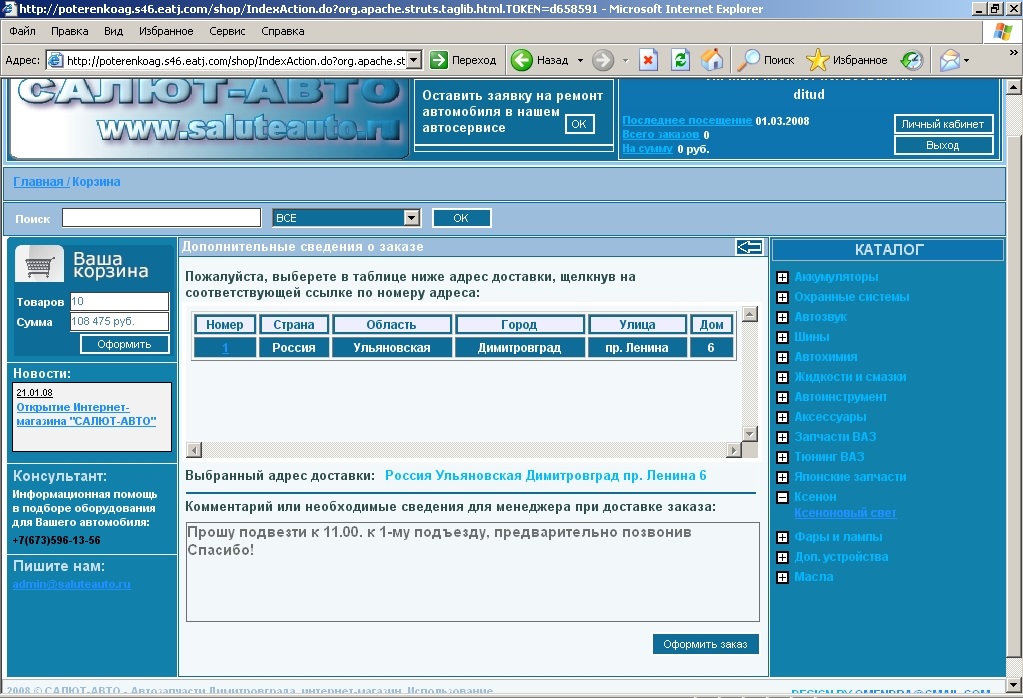 http://poterenkoag.s46.eatj.com/shop/IndexAction.do?org.apache.struts.taglib.html.TOKEN=d658591 - Microsoft Internet Explorer
Файл Правка Вид Избранное Сервис Справка
Адрес: http://poterenkoag.s46.eatj.com/shop/IndexAction.do?org.apache.st Переход Назад Поиск Избранное
САЛЮТ-АВТО
www.saluteauto.ru
Оставить заявку на ремонт
автомобиля в нашем
автосервисе OK
ditud
Последнее посещение 01.03.2008
Всего заказов 0
На сумму 0 руб.
Личный кабинет
Выход
Главная / Корзина
Поиск ВСЕ OK
Ваша
корзина
Товаров 10
Сумма 108 475 руб.
Оформить
Новости:
21.01.08
Открытие Интернет-
магазина "САЛЮТ-АВТО"
Консультант:
Информационная помощь
в подборе оборудования
для Вашего автомобиля:
+7(673)596-13-56
Пишите нам:
admin@saluteauto.ru
Дополнительные сведения о заказе
Пожалуйста, выберете в таблице ниже адрес доставки, щелкнув на
соответствующей ссылке по номеру адреса:
Номер Страна Область Город Улица Дом
1 Россия Ульяновская Димитровград пр. Ленина 6
Выбранный адрес доставки: Россия Ульяновская Димитровград пр. Ленина 6
Комментарий или необходимые сведения для менеджера при доставке заказа:
Прошу подвезти к 11.00. к 1-му подъезду, предварительно позвонив
Спасибо!
Оформить заказ
КАТАЛОГ
Аккумуляторы
Охранные системы
Автозвук
Шины
Автохимия
Жидкости и смазки
Автоинструмент
Аксессуары
Запчасти ВАЗ
Тюнинг ВАЗ
Японские запчасти
Ксенон
Ксеноновый свет
Фары и лампы
Доп. устройства
Масла
2008 © САЛЮТ-АВТО - Автозапчасти Димитровграда, интернет-магазин. Использование
DESIGN BY OMENDRA@GMAIL.COM